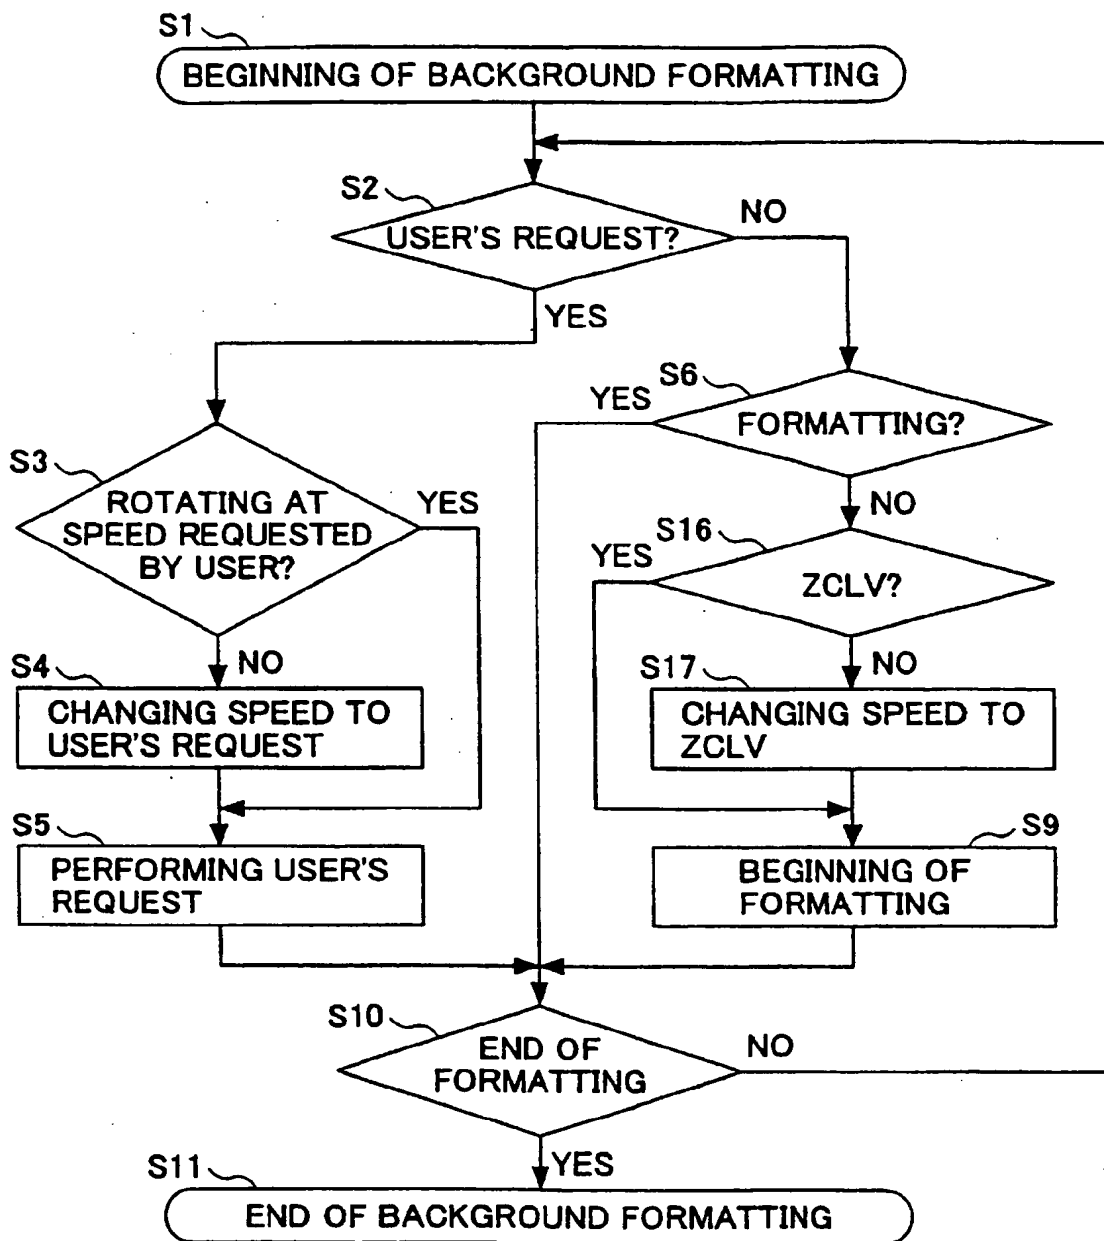 S1
BEGINNING OF BACKGROUND FORMATTING
S2
USER'S REQUEST?
NO
YES
S6
YES
FORMATTING?
NO
S3
ROTATING AT
SPEED REQUESTED
BY USER?
YES
NO
S16
YES
ZCLV?
NO
S4
CHANGING SPEED TO
USER'S REQUEST
S17
CHANGING SPEED TO
ZCLV
S5
PERFORMING USER'S
REQUEST
S9
BEGINNING OF
FORMATTING
S10
END OF
FORMATTING
NO
YES
S11
END OF BACKGROUND FORMATTING